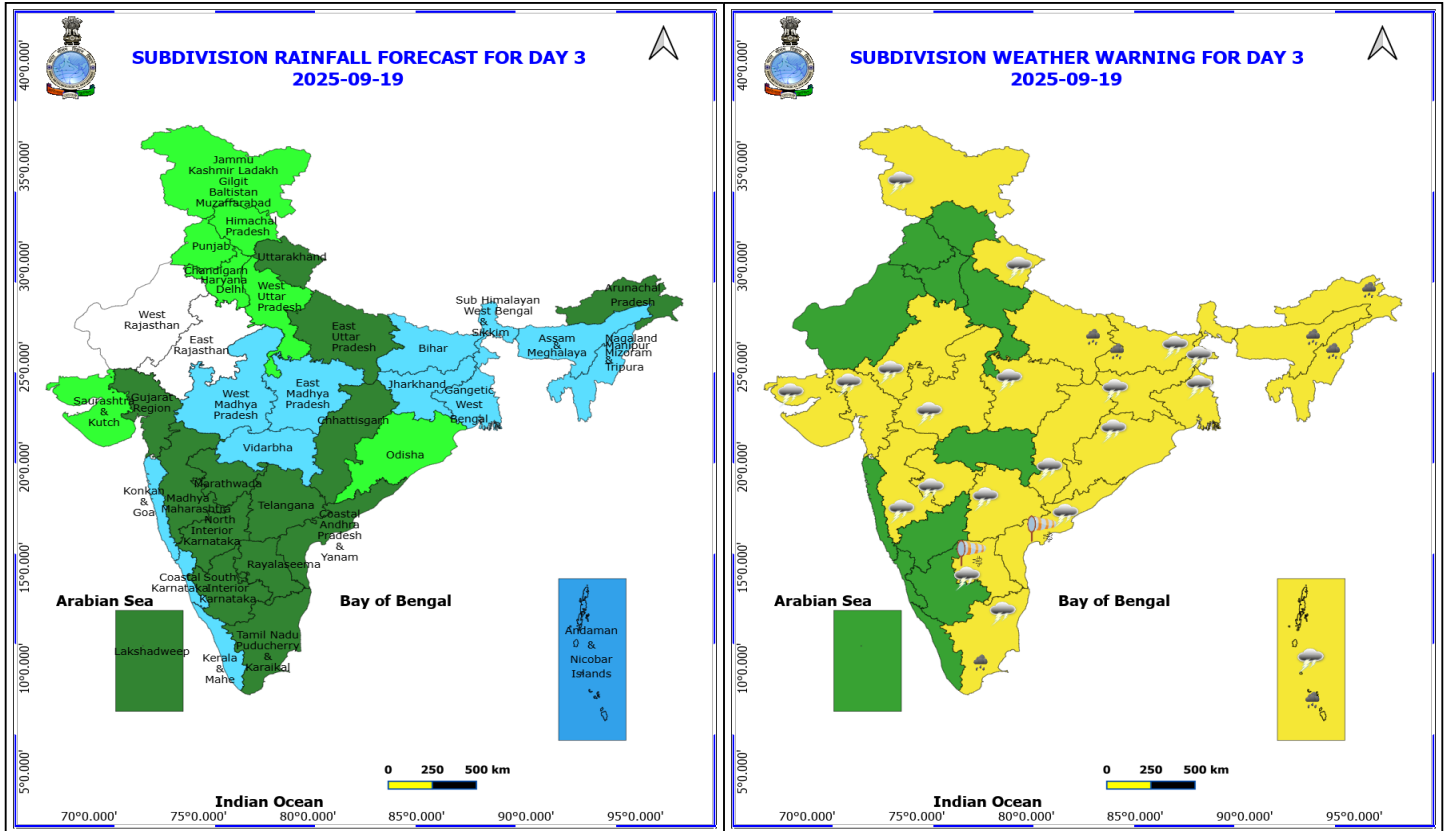 SUBDIVISION RAINFALL FORECAST FOR DAY 3
2025-09-19
40°0.000'
35°0.000'
30°0.000'
25°0.000'
20°0.000'
15°0.000'
10°0.000'
5°0.000'
Jammu
Kashmir Ladakh
Gilgit
Baltistan
Muzaffarabad
Himachal
Pradesh
Punjab
Uttarakhand
Chandigarh
Haryana
Delhi
West
Uttar
Pradesh
Arunachal
Pradesh
West
Rajasthan
East
Rajasthan
East
Uttar
Pradesh
Sub Himalayan
West Bengal
&
Sikkim
Bihar
Assam
&
Meghalaya
Nagaland
Manipur
Mizoram
&
Tripura
Saurashtra
&
Kutch
Gujarat
Region
West
Madhya
Pradesh
East
Madhya
Pradesh
Jharkhand
Gangetic
West
Bengal
Chhattisgarh
Vidarbha
Odisha
Konkan
&
Goa
Madhya
Maharashtra
Marathwada
Telangana
North
Interior
Karnataka
Coastal
Andhra
Pradesh
&
Yanam
Rayalaseema
Coastal
Karnataka
South
Interior
Karnataka
Arabian Sea
Bay of Bengal
Lakshadweep
Tamil Nadu
Puducherry
&
Karaikal
Kerala
&
Mahe
Andaman
&
Nicobar
Islands
0 250 500 km
Indian Ocean
70°0.000' 75°0.000' 80°0.000' 85°0.000' 90°0.000' 95°0.000'
SUBDIVISION WEATHER WARNING FOR DAY 3
2025-09-19
40°0.000'
35°0.000'
30°0.000'
25°0.000'
20°0.000'
15°0.000'
10°0.000'
5°0.000'
Arabian Sea
Bay of Bengal
0 250 500 km
Indian Ocean
70°0.000' 75°0.000' 80°0.000' 85°0.000' 90°0.000' 95°0.000'